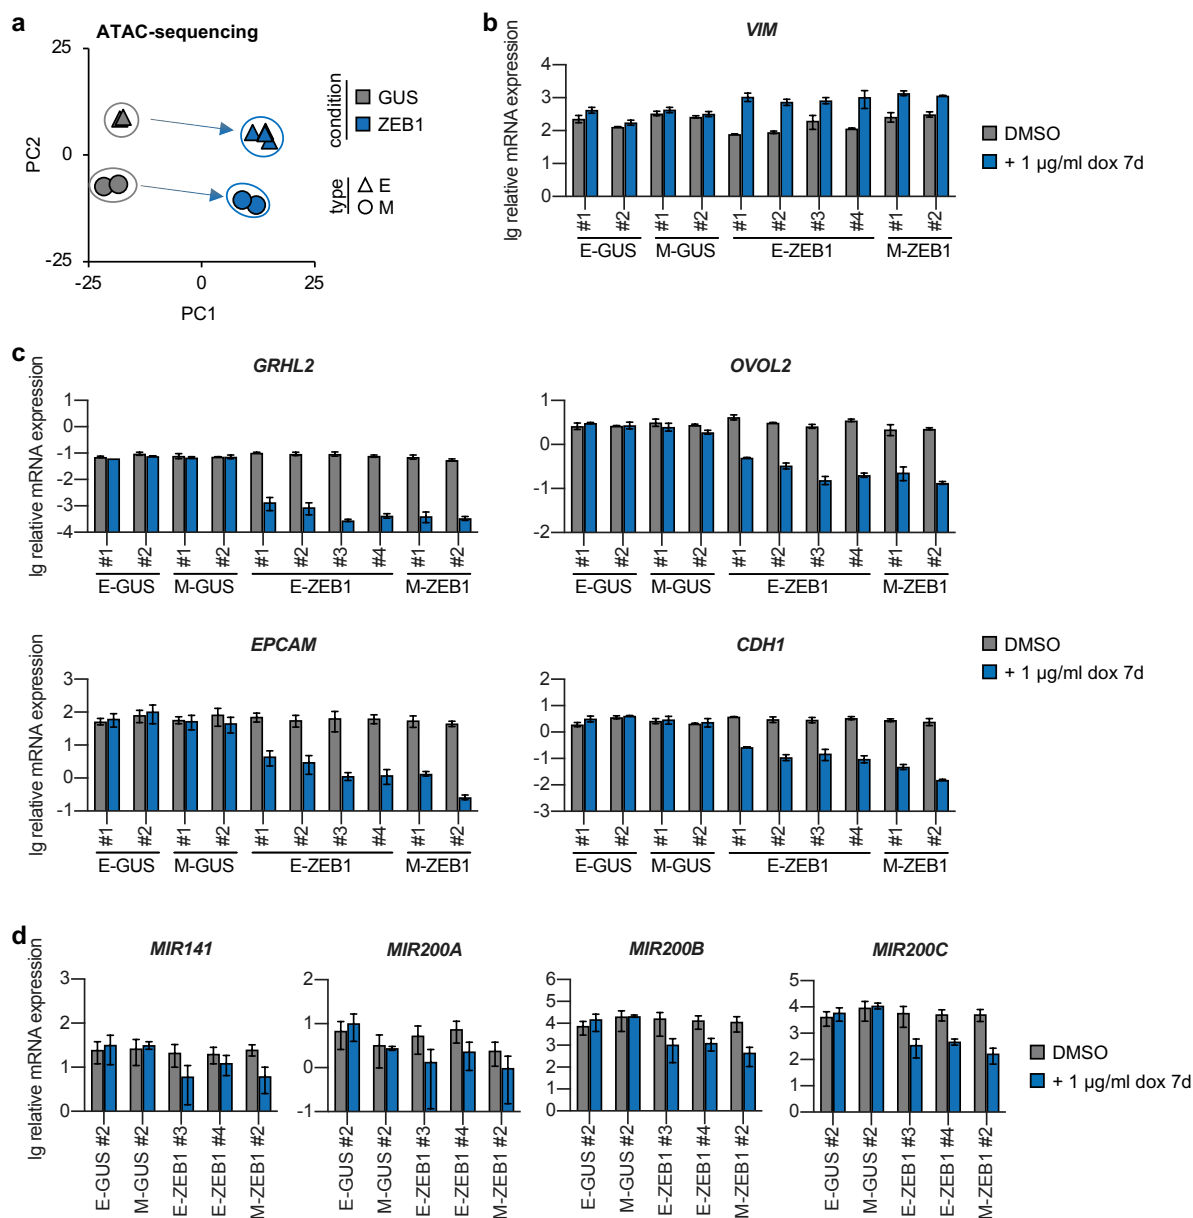 a
ATAC-sequencing
25
0
-25
PC2
-25
0
25
PC1
condition
GUS
ZEB1
type
E
M
b
VIM
lg relative mRNA expression
4
3
2
1
0
#1
#2
#1
#2
#1
#2
#3
#4
#1
#2
E-GUS
M-GUS
E-ZEB1
M-ZEB1
DMSO
+ 1 µg/ml dox 7d
c
GRHL2
lg relative mRNA expression
1
0
-1
-2
-3
-4
#1
#2
#1
#2
#1
#2
#3
#4
#1
#2
E-GUS
M-GUS
E-ZEB1
M-ZEB1
OVOL2
1
0
-1
-2
#1
#2
#1
#2
#1
#2
#3
#4
#1
#2
E-GUS
M-GUS
E-ZEB1
M-ZEB1
EPCAM
lg relative mRNA expression
3
2
1
0
-1
#1
#2
#1
#2
#1
#2
#3
#4
#1
#2
E-GUS
M-GUS
E-ZEB1
M-ZEB1
CDH1
2
1
0
-1
-2
-3
#1
#2
#1
#2
#1
#2
#3
#4
#1
#2
E-GUS
M-GUS
E-ZEB1
M-ZEB1
DMSO
+ 1 µg/ml dox 7d
d
MIR141
lg relative mRNA expression
3
2
1
0
E-GUS #2
M-GUS #2
E-ZEB1 #3
E-ZEB1 #4
M-ZEB1 #2
MIR200A
2
1
0
-1
E-GUS #2
M-GUS #2
E-ZEB1 #3
E-ZEB1 #4
M-ZEB1 #2
MIR200B
6
5
4
3
2
1
0
E-GUS #2
M-GUS #2
E-ZEB1 #3
E-ZEB1 #4
M-ZEB1 #2
MIR200C
5
4
3
2
1
0
E-GUS #2
M-GUS #2
E-ZEB1 #3
E-ZEB1 #4
M-ZEB1 #2
DMSO
+ 1 µg/ml dox 7d